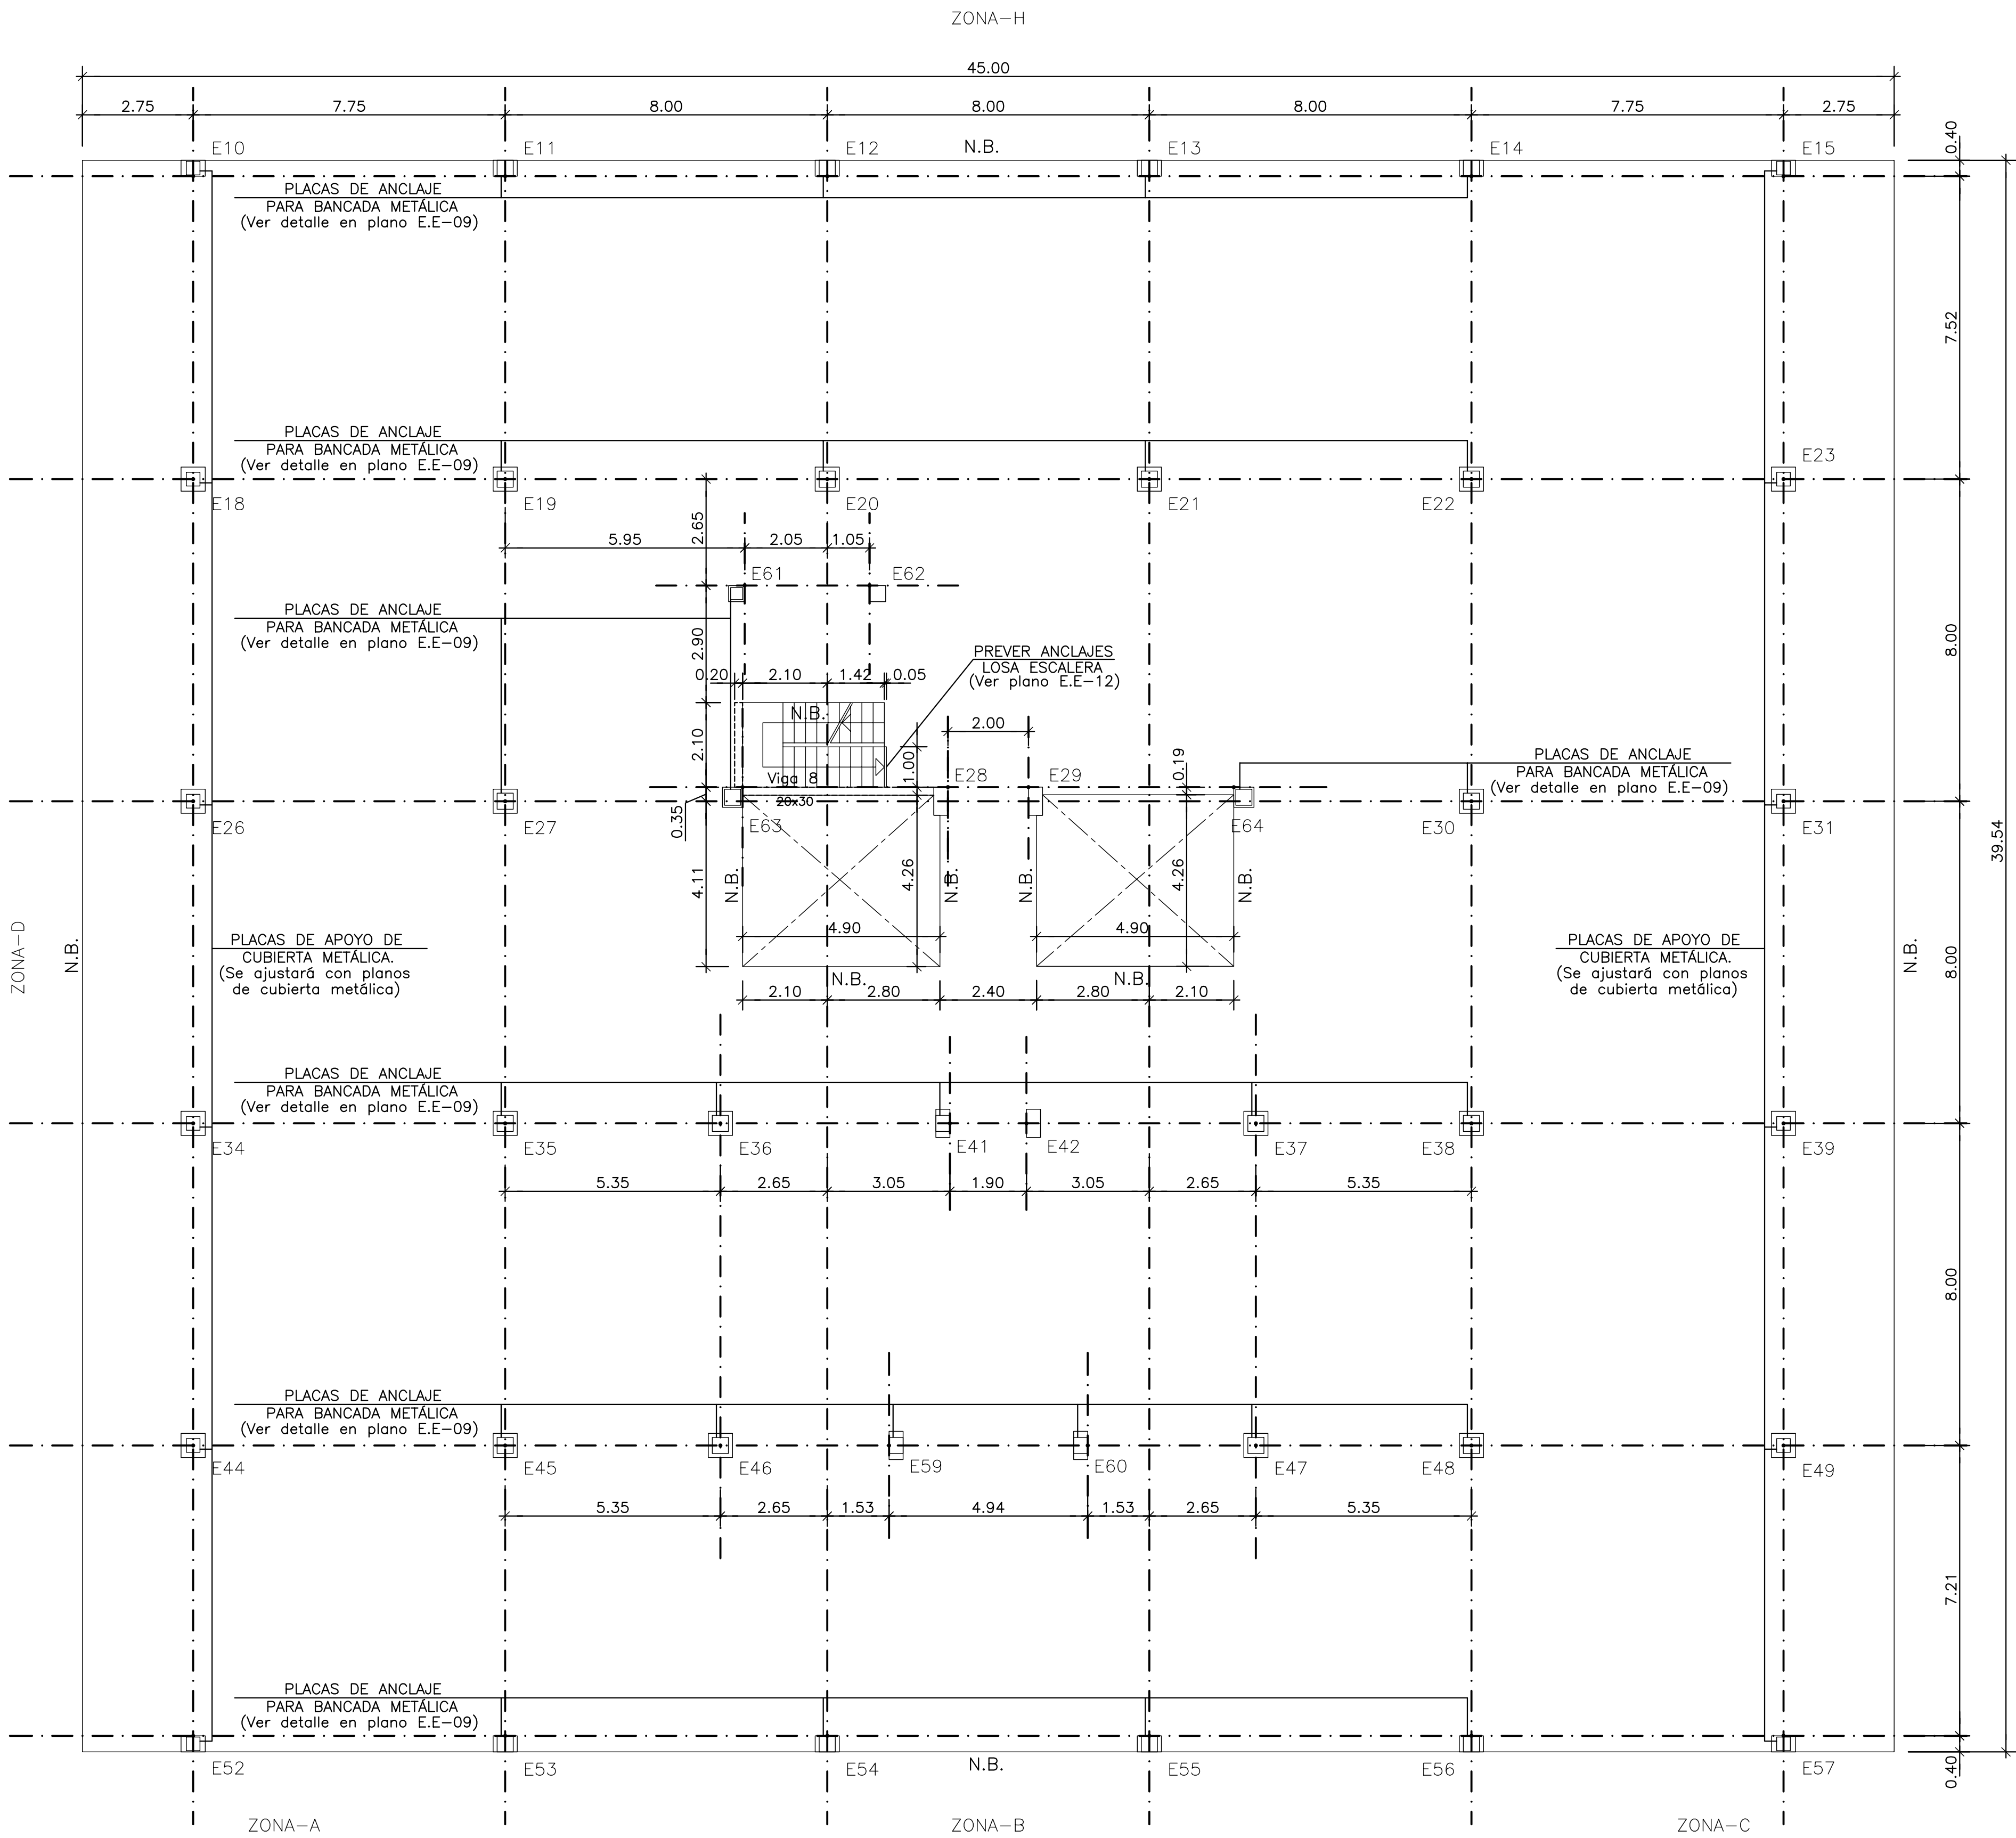 ZONA-H
45.00
2.75
7.75
8.00
8.00
8.00
7.75
2.75
0.40
E10
E11
E12
N.B.
E13
E14
E15
PLACAS DE ANCLAJE
PARA BANCADA METÁLICA
(Ver detalle en plano E.E-09)
7.52
PLACAS DE ANCLAJE
PARA BANCADA METÁLICA
(Ver detalle en plano E.E-09)
E23
E18
E19
E20
E21
E22
2.65
5.95
2.05
1.05
E61
E62
PLACAS DE ANCLAJE
PARA BANCADA METÁLICA
(Ver detalle en plano E.E-09)
2.90
8.00
PREVER ANCLAJES
LOSA ESCALERA
(Ver plano E.E-12)
0.20
2.10
1.42
0.05
N.B.
2.00
2.10
1.00
0.19
Viga 8
20x30
E28
E29
PLACAS DE ANCLAJE
PARA BANCADA METÁLICA
(Ver detalle en plano E.E-09)
0.35
E26
E27
E63
E64
E30
E31
39.54
4.11
N.B.
4.26
N.B.
N.B.
4.26
N.B.
4.90
4.90
ZONA-D
N.B.
PLACAS DE APOYO DE
CUBIERTA METÁLICA.
(Se ajustará con planos
de cubierta metálica)
PLACAS DE APOYO DE
CUBIERTA METÁLICA.
(Se ajustará con planos
de cubierta metálica)
N.B.
8.00
N.B.
N.B.
2.10
2.80
2.40
2.80
2.10
PLACAS DE ANCLAJE
PARA BANCADA METÁLICA
(Ver detalle en plano E.E-09)
E34
E35
E36
E41
E42
E37
E38
E39
5.35
2.65
3.05
1.90
3.05
2.65
5.35
8.00
PLACAS DE ANCLAJE
PARA BANCADA METÁLICA
(Ver detalle en plano E.E-09)
E44
E45
E46
E59
E60
E47
E48
E49
5.35
2.65
1.53
4.94
1.53
2.65
5.35
7.21
PLACAS DE ANCLAJE
PARA BANCADA METÁLICA
(Ver detalle en plano E.E-09)
E52
E53
E54
N.B.
E55
E56
E57
0.40
ZONA-A
ZONA-B
ZONA-C